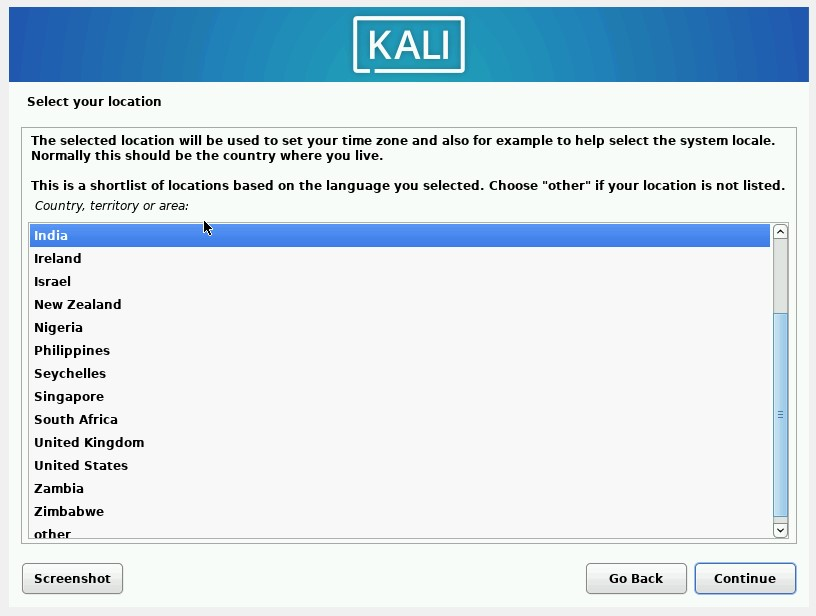 KALI
Select your location
The selected location will be used to set your time zone and also for example to help select the system locale.
Normally this should be the country where you live.
This is a shortlist of locations based on the language you selected. Choose "other" if your location is not listed.
Country, territory or area:
India
Ireland
Israel
New Zealand
Nigeria
Philippines
Seychelles
Singapore
South Africa
United Kingdom
United States
Zambia
Zimbabwe
other
Screenshot
Go Back
Continue